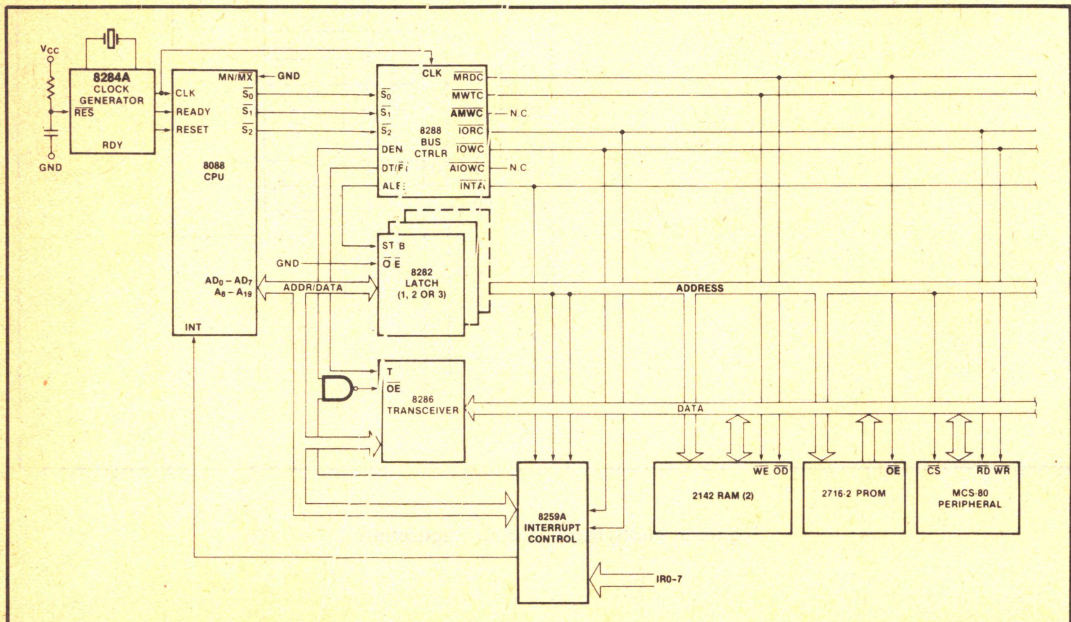 VCC
8284A
CLOCK
GENERATOR
RES
RDY
GND
CLK
READY
RESET
MN/MX
S0
S1
S2
8088
CPU
AD0 – AD7
A8 – A19
INT
GND
CLK
S0
S1
S2
DEN
DT/R
ALE
8288
BUS
CTRLR
MRDC
MWTC
AMWC
IORC
IOWC
AIOWC
INTA
N.C.
N.C.
STB
GND
OE
8282
LATCH
(1, 2 OR 3)
ADDR/DATA
ADDRESS
T
OE
8286
TRANSCEIVER
DATA
8259A
INTERRUPT
CONTROL
IR0-7
WE OD
2142 RAM (2)
OE
2716-2 PROM
CS RD WR
MCS-80
PERIPHERAL